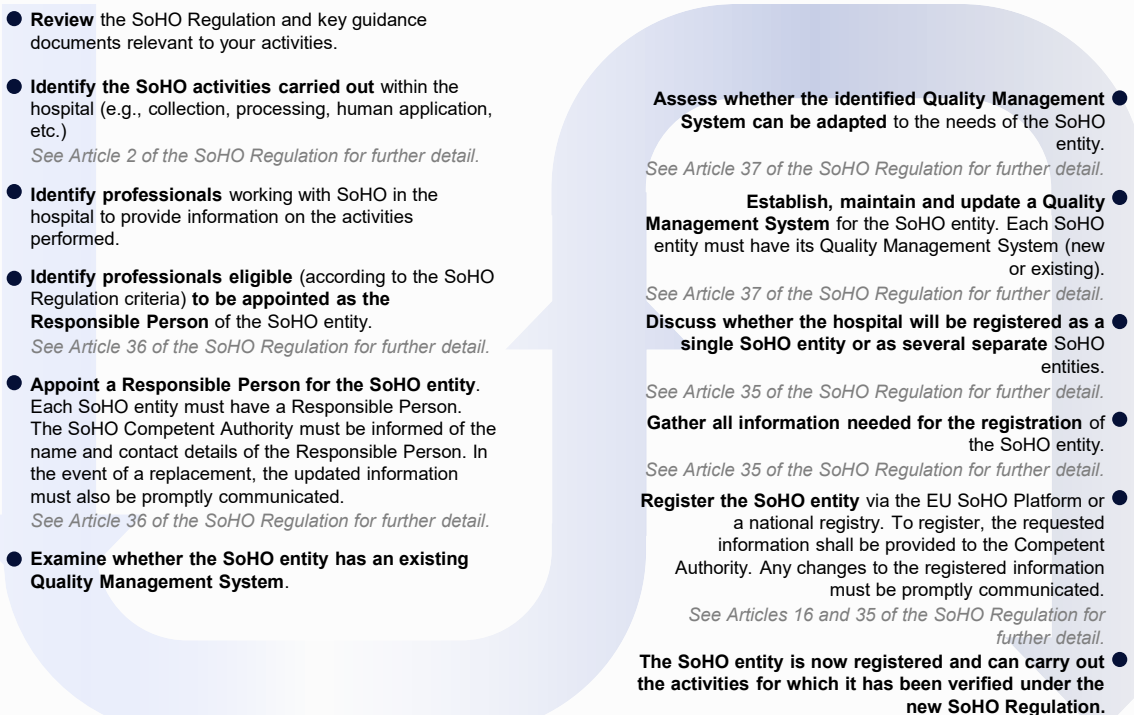 Review the SoHO Regulation and key guidance
documents relevant to your activities.
Identify the SoHO activities carried out within the
hospital (e.g., collection, processing, human application,
etc.)
See Article 2 of the SoHO Regulation for further detail.
Identify professionals working with SoHO in the
hospital to provide information on the activities
performed.
Identify professionals eligible (according to the SoHO
Regulation criteria) to be appointed as the
Responsible Person of the SoHO entity.
See Article 36 of the SoHO Regulation for further detail.
Appoint a Responsible Person for the SoHO entity.
Each SoHO entity must have a Responsible Person.
The SoHO Competent Authority must be informed of the
name and contact details of the Responsible Person. In
the event of a replacement, the updated information
must also be promptly communicated.
See Article 36 of the SoHO Regulation for further detail.
Examine whether the SoHO entity has an existing
Quality Management System.
Assess whether the identified Quality Management
System can be adapted to the needs of the SoHO
entity.
See Article 37 of the SoHO Regulation for further detail.
Establish, maintain and update a Quality
Management System for the SoHO entity. Each SoHO
entity must have its Quality Management System (new
or existing).
See Article 37 of the SoHO Regulation for further detail.
Discuss whether the hospital will be registered as a
single SoHO entity or as several separate SoHO
entities.
See Article 35 of the SoHO Regulation for further detail.
Gather all information needed for the registration of
the SoHO entity.
See Article 35 of the SoHO Regulation for further detail.
Register the SoHO entity via the EU SoHO Platform or
a national registry. To register, the requested
information shall be provided to the Competent
Authority. Any changes to the registered information
must be promptly communicated.
See Articles 16 and 35 of the SoHO Regulation for
further detail.
The SoHO entity is now registered and can carry out
the activities for which it has been verified under the
new SoHO Regulation.